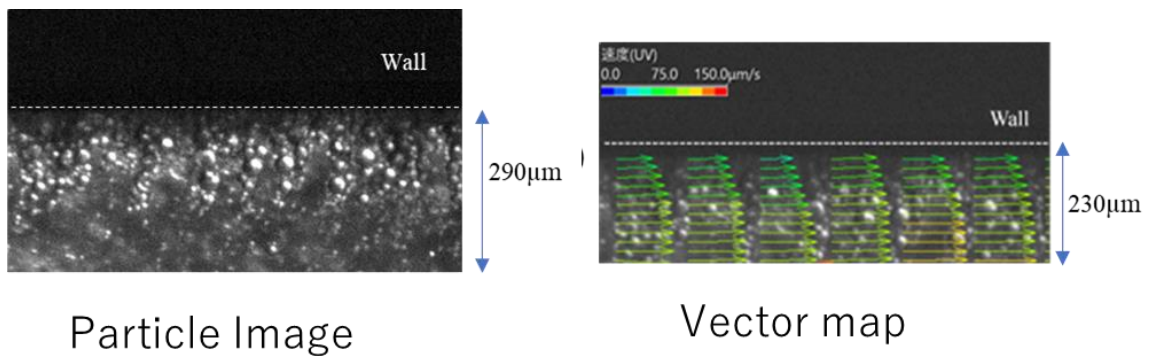 Wall
290μm
Particle Image
速度(UV)
0.0 75.0 150.0μm/s
Wall
230μm
Vector map